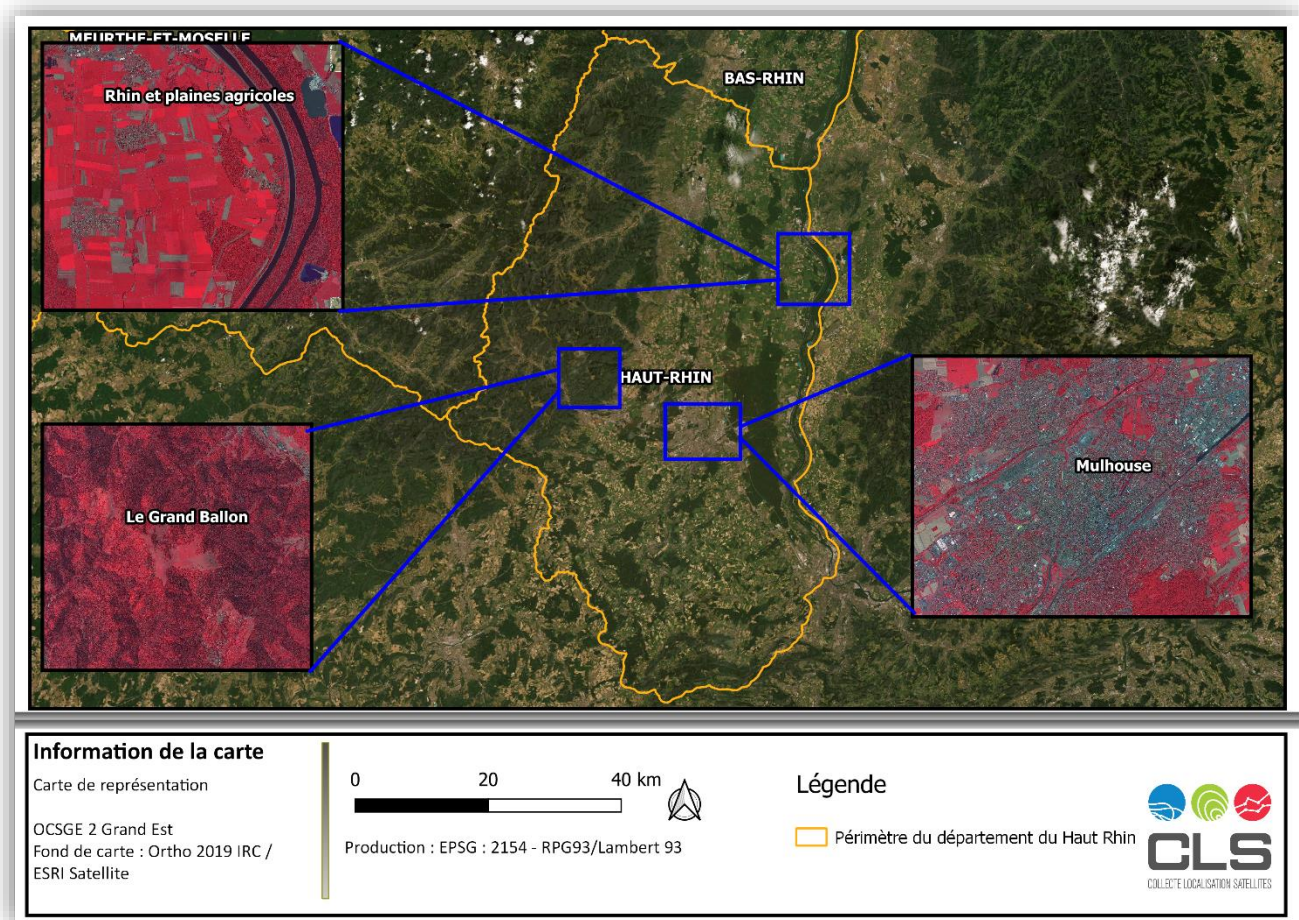 MEURTHE-ET-MOSELLE
BAS-RHIN
Rhin et plaines agricoles
HAUT-RHIN
Mulhouse
Le Grand Ballon
Information de la carte
Carte de représentation
OCSGE 2 Grand Est
Fond de carte : Ortho 2019 IRC /
ESRI Satellite
0 20 40 km
Production : EPSG : 2154 - RPG93/Lambert 93
Légende
Périmètre du département du Haut Rhin
CLS
COLLECTE LOCALISATION SATELLITES